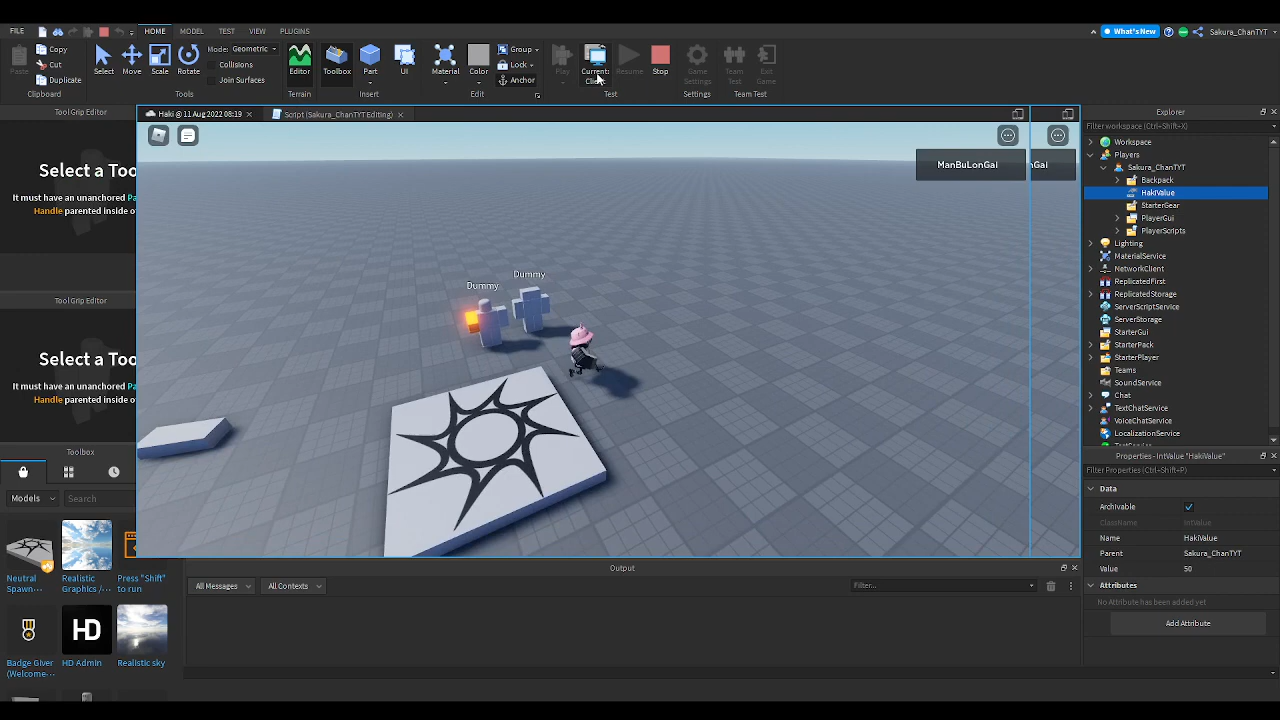 FILE HOME MODEL TEST VIEW PLUGINS What's New Sakura_ChanTYT
Paste Copy Cut Duplicate Clipboard
Select Move Scale Rotate Mode: Geometric Collisions Join Surfaces Tools
Editor Terrain
Toolbox Part UI Insert
Material Color Group Lock Anchor Edit
Play Current: Client Resume Stop Test
Game Settings Settings
Team Test Exit Game Team Test
Tool Grip Editor
Select a Too
It must have an unanchored Pa
Handle parented inside o
Tool Grip Editor
Select a Too
It must have an unanchored Pa
Handle parented inside of
Toolbox
Models Search
Neutral Spawn...
Realistic Graphics /...
Press "Shift" to run
Badge Giver (Welcome...
HD
HD Admin
Realistic sky
Haki @ 11 Aug 2022 08:19 Script (Sakura_ChanTYT Editing)
ManBuLonGai nGai
Dummy
Dummy
Output
All Messages All Contexts Filter...
Explorer
Filter workspace (Ctrl+Shift+X)
Workspace
Players
Sakura_ChanTYT
Backpack
HakiValue
StarterGear
PlayerGui
PlayerScripts
Lighting
MaterialService
NetworkClient
ReplicatedFirst
ReplicatedStorage
ServerScriptService
ServerStorage
StarterGui
StarterPack
StarterPlayer
Teams
SoundService
Chat
TextChatService
VoiceChatService
LocalizationService
Properties - IntValue "HakiValue"
Filter Properties (Ctrl+Shift+P)
Data
Archivable
ClassName IntValue
Name HakiValue
Parent Sakura_ChanTYT
Value 50
Attributes
No Attribute has been added yet
Add Attribute